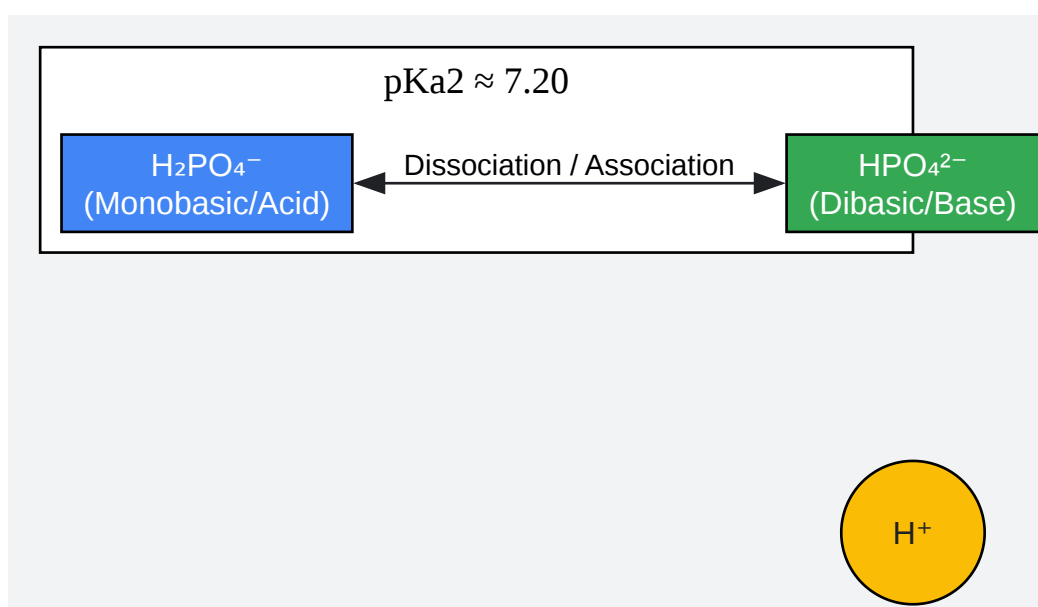 pKa2 ≈ 7.20
H₂PO₄⁻
(Monobasic/Acid)
Dissociation / Association
HPO₄²⁻
(Dibasic/Base)
H⁺